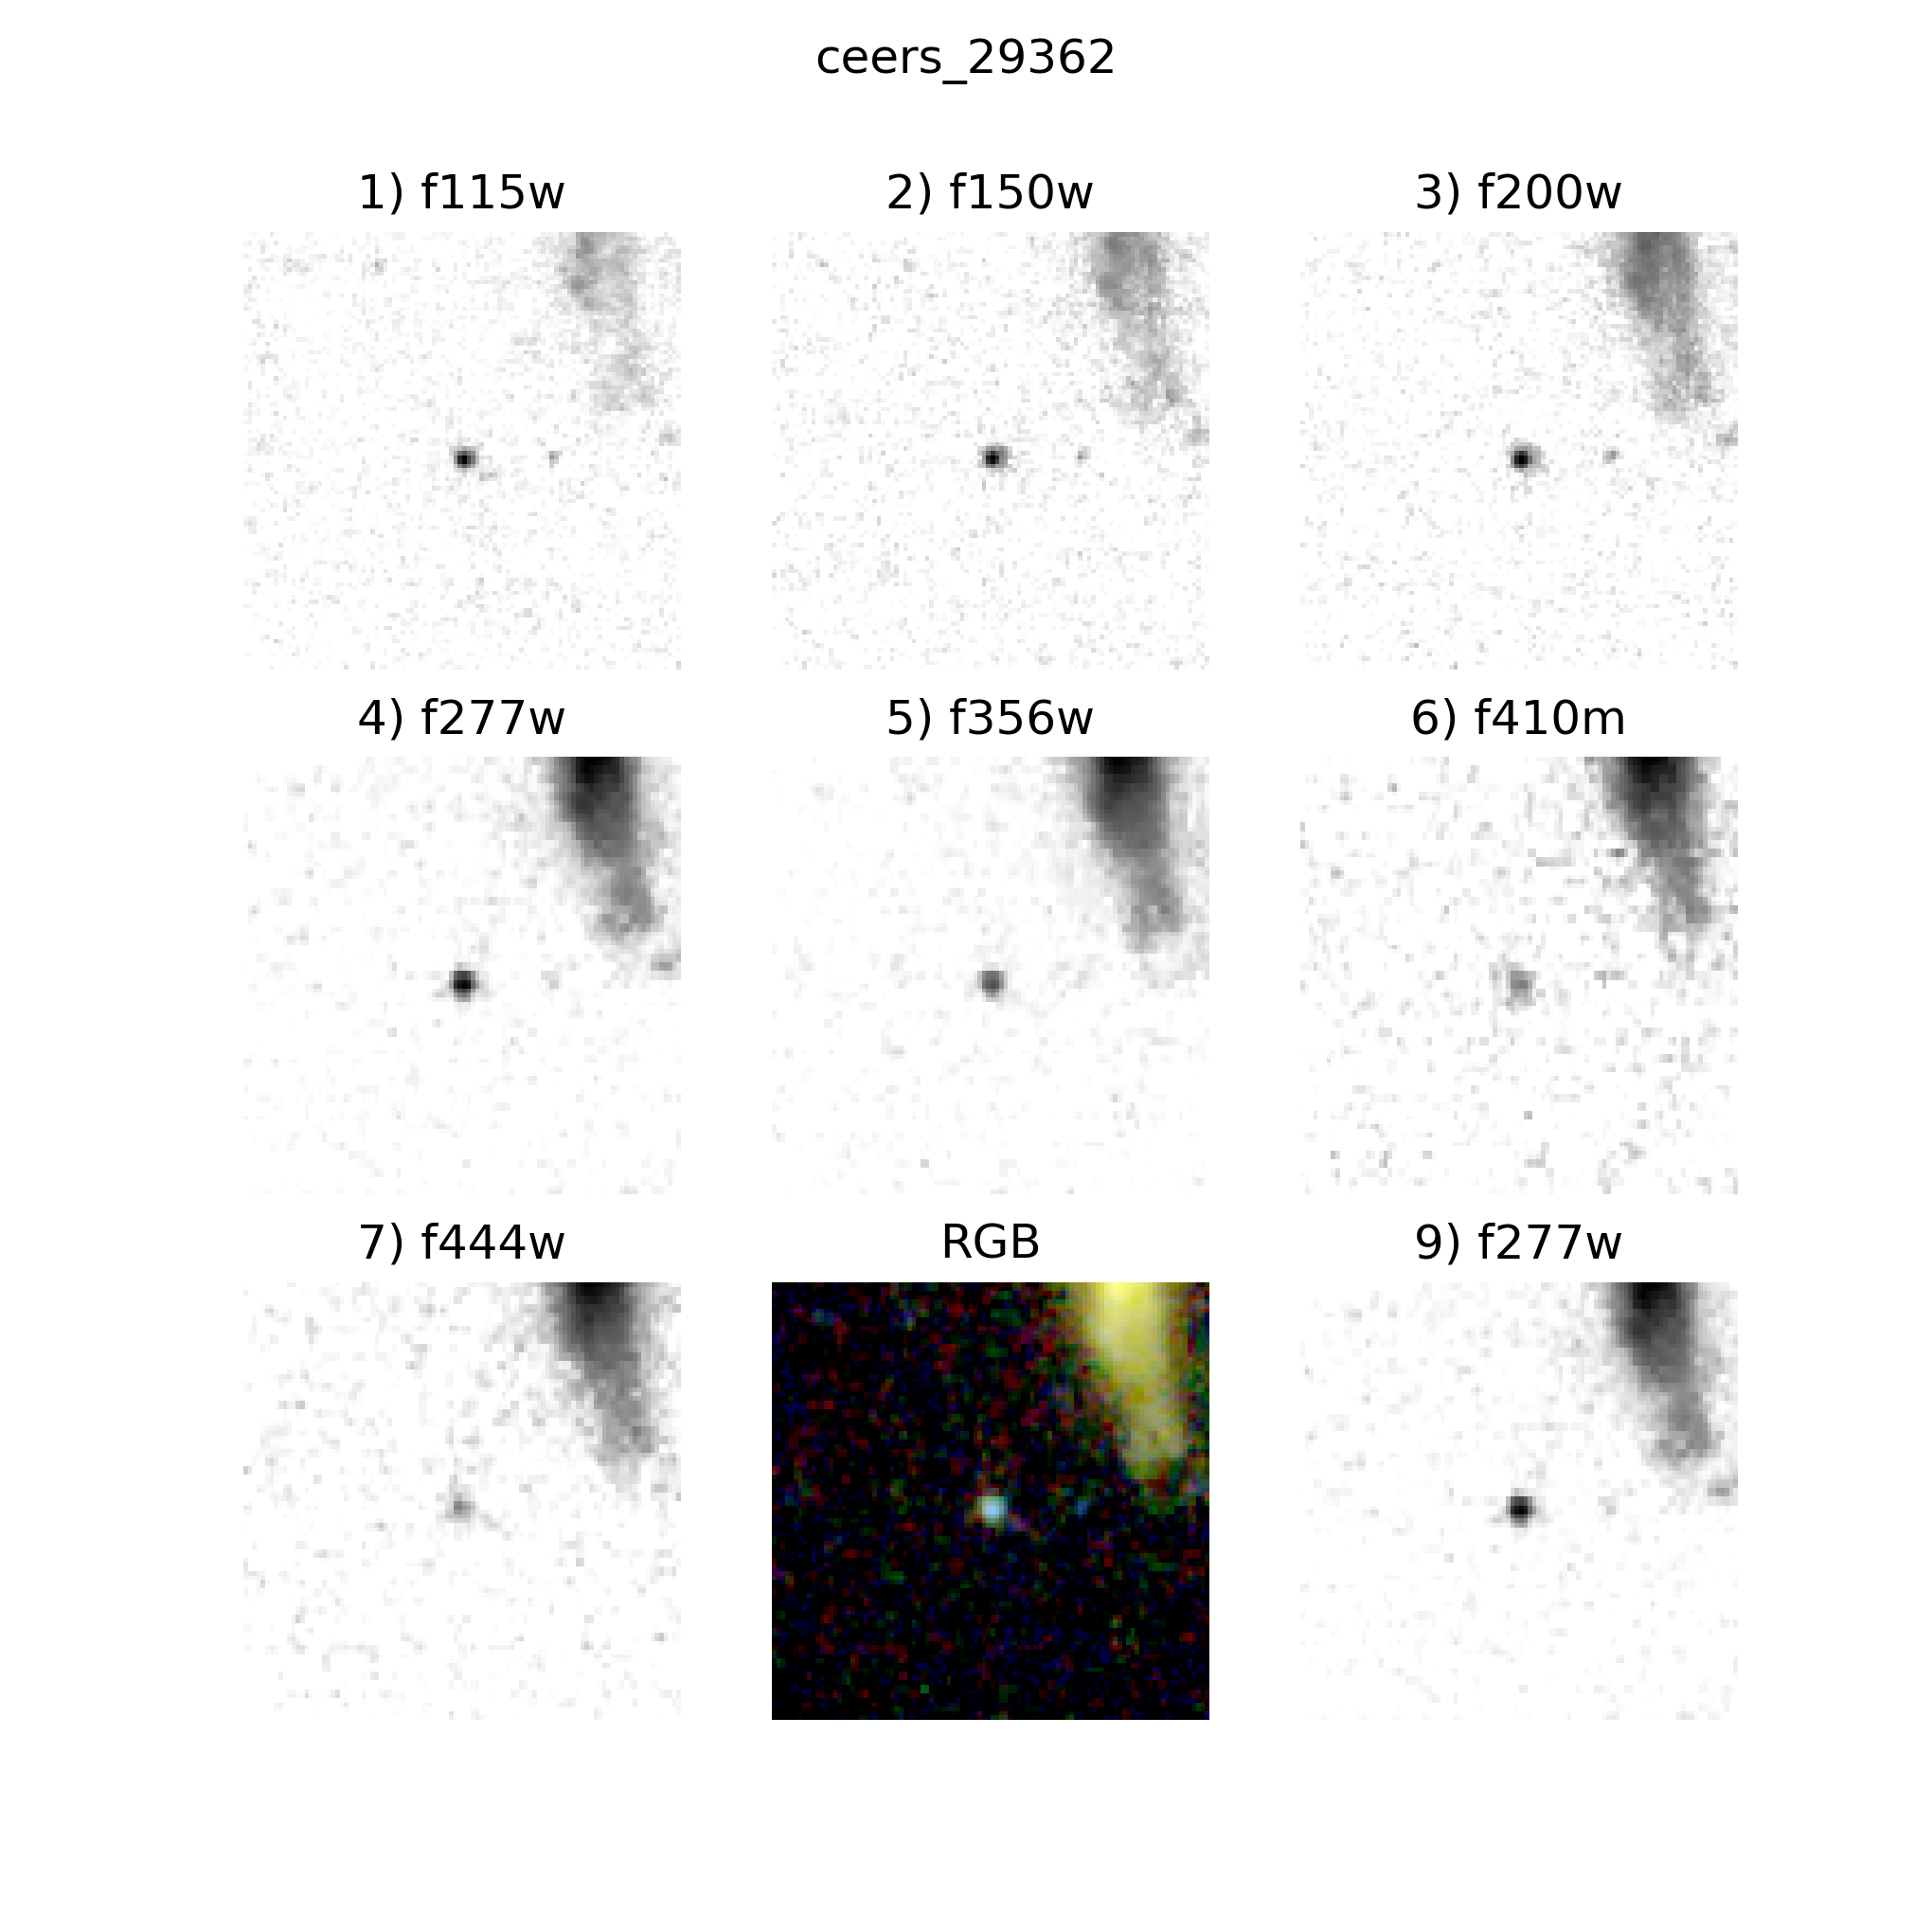 ceers_29362
1) f115w
2) f150w
3) f200w
4) f277w
5) f356w
6) f410m
7) f444w
RGB
9) f277w